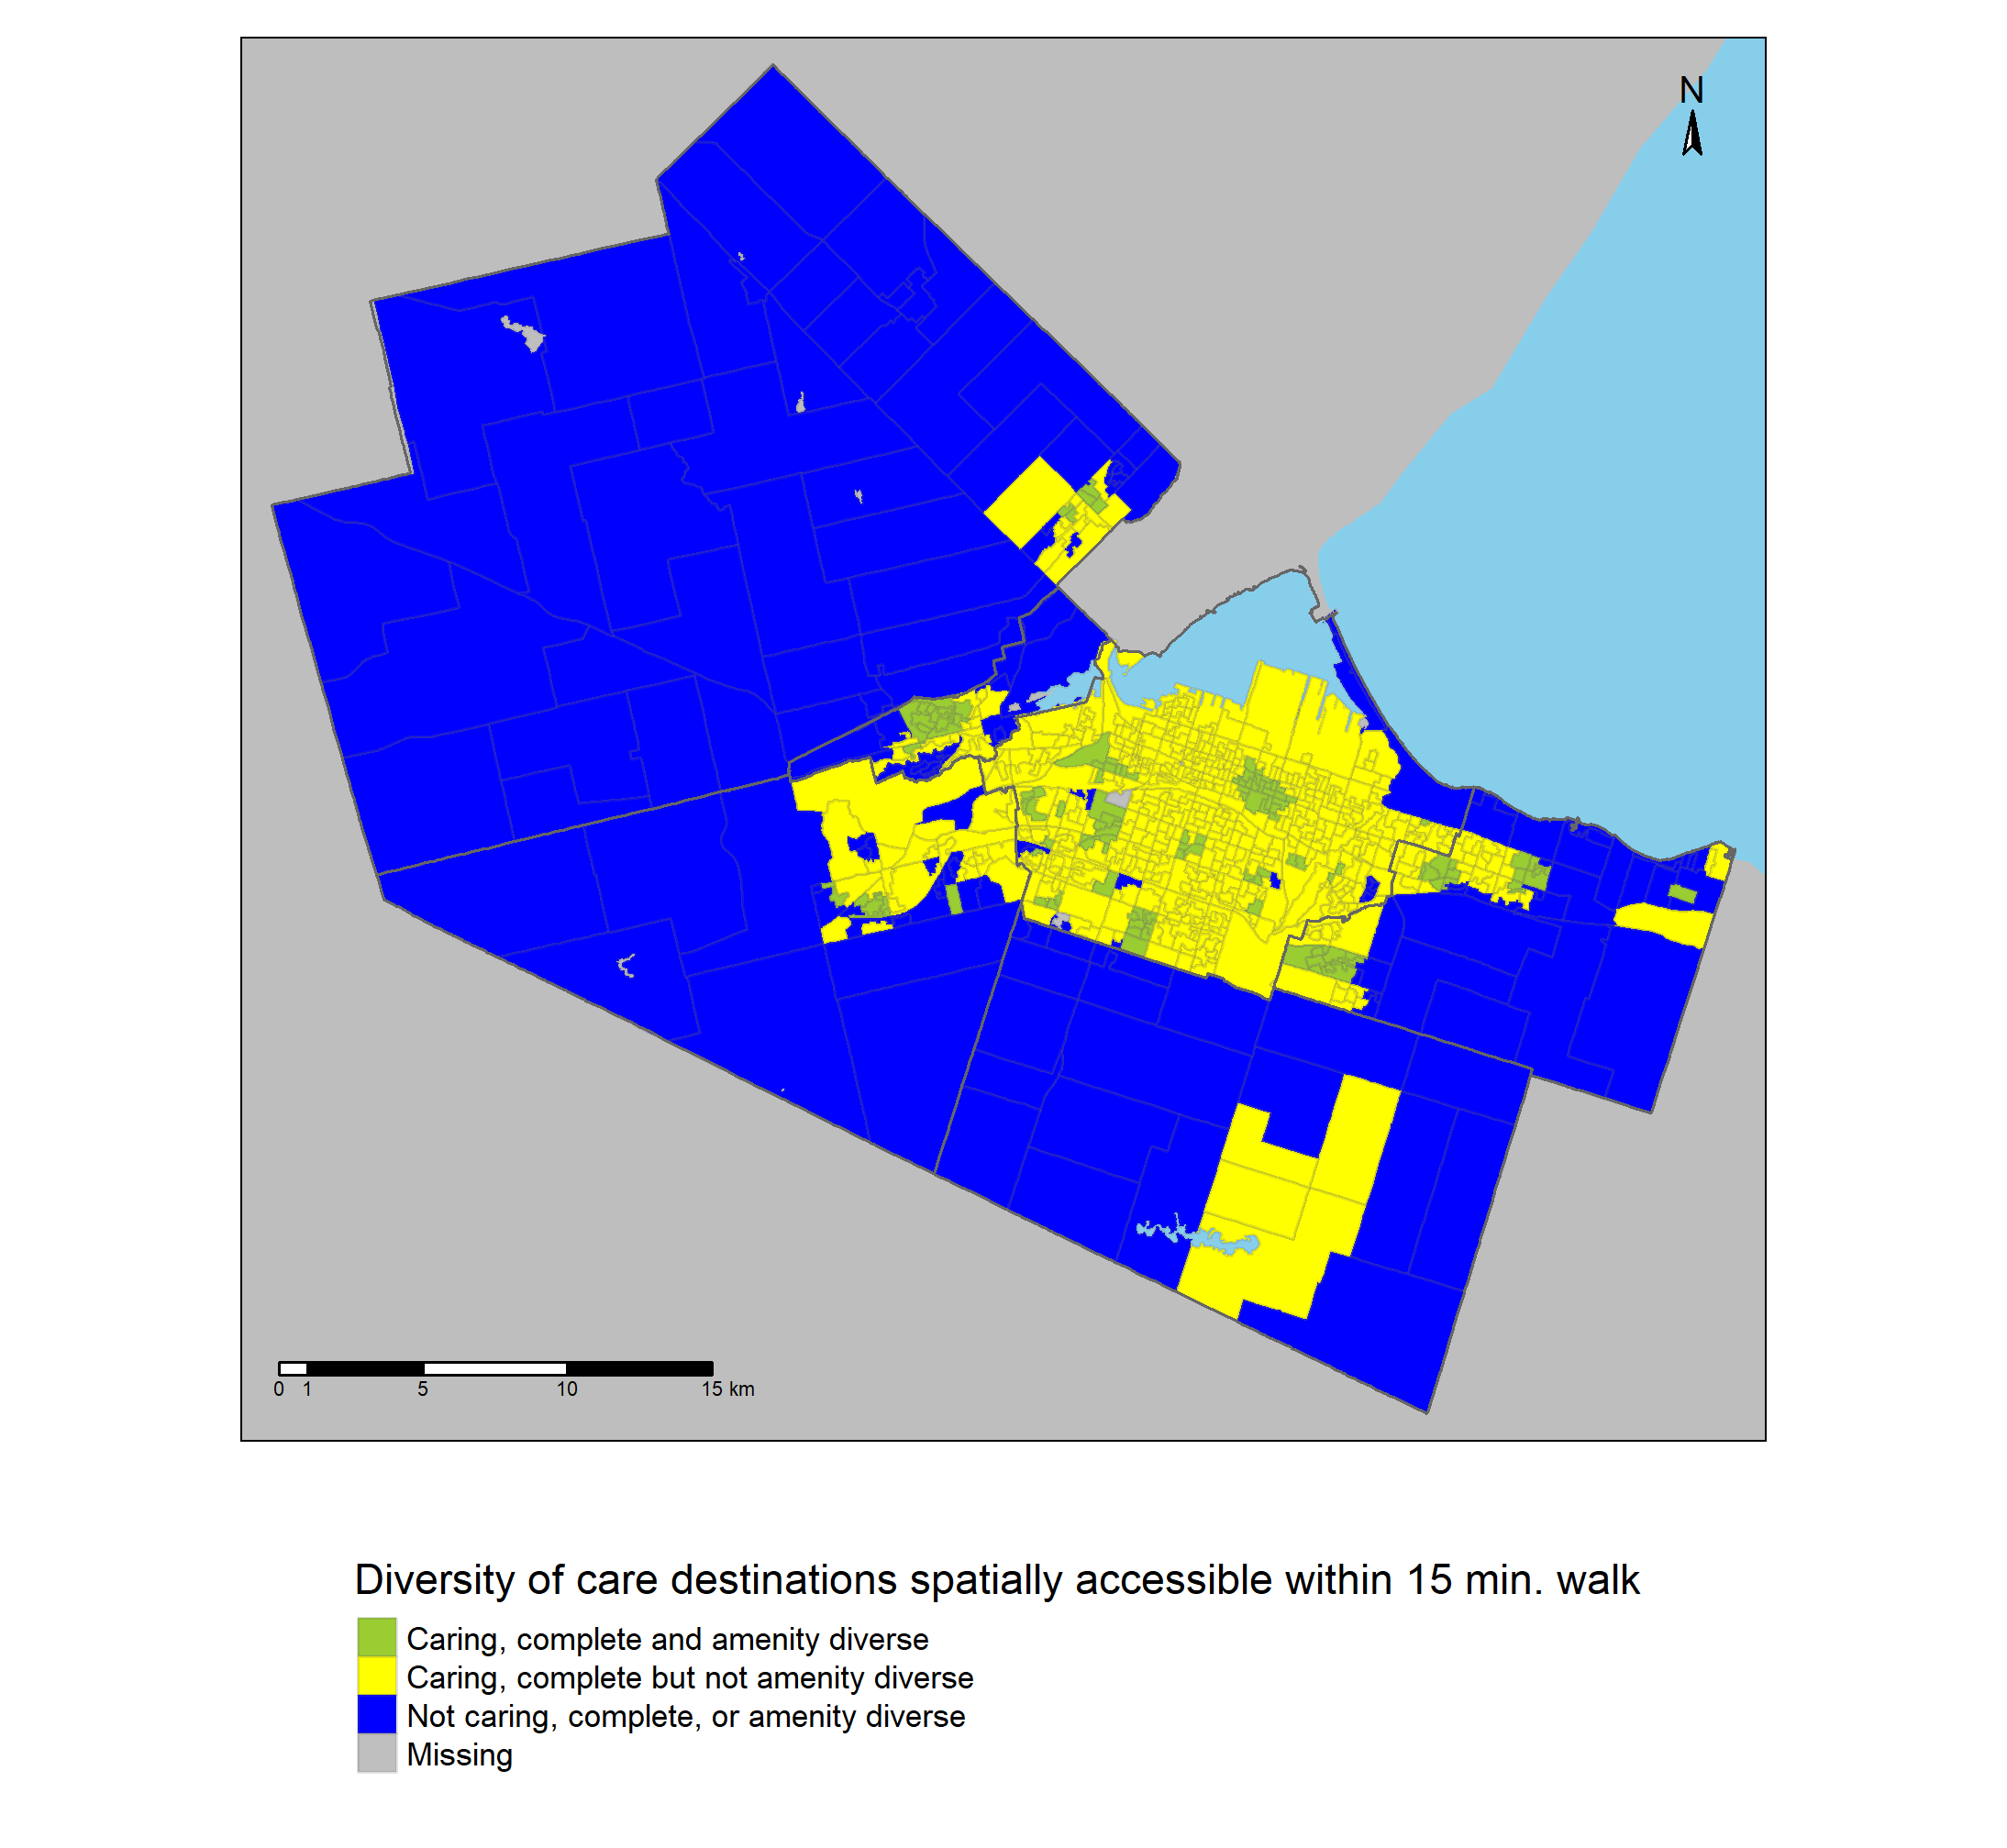 N
0 1 5 10 15 km
Diversity of care destinations spatially accessible within 15 min. walk
Caring, complete and amenity diverse
Caring, complete but not amenity diverse
Not caring, complete, or amenity diverse
Missing